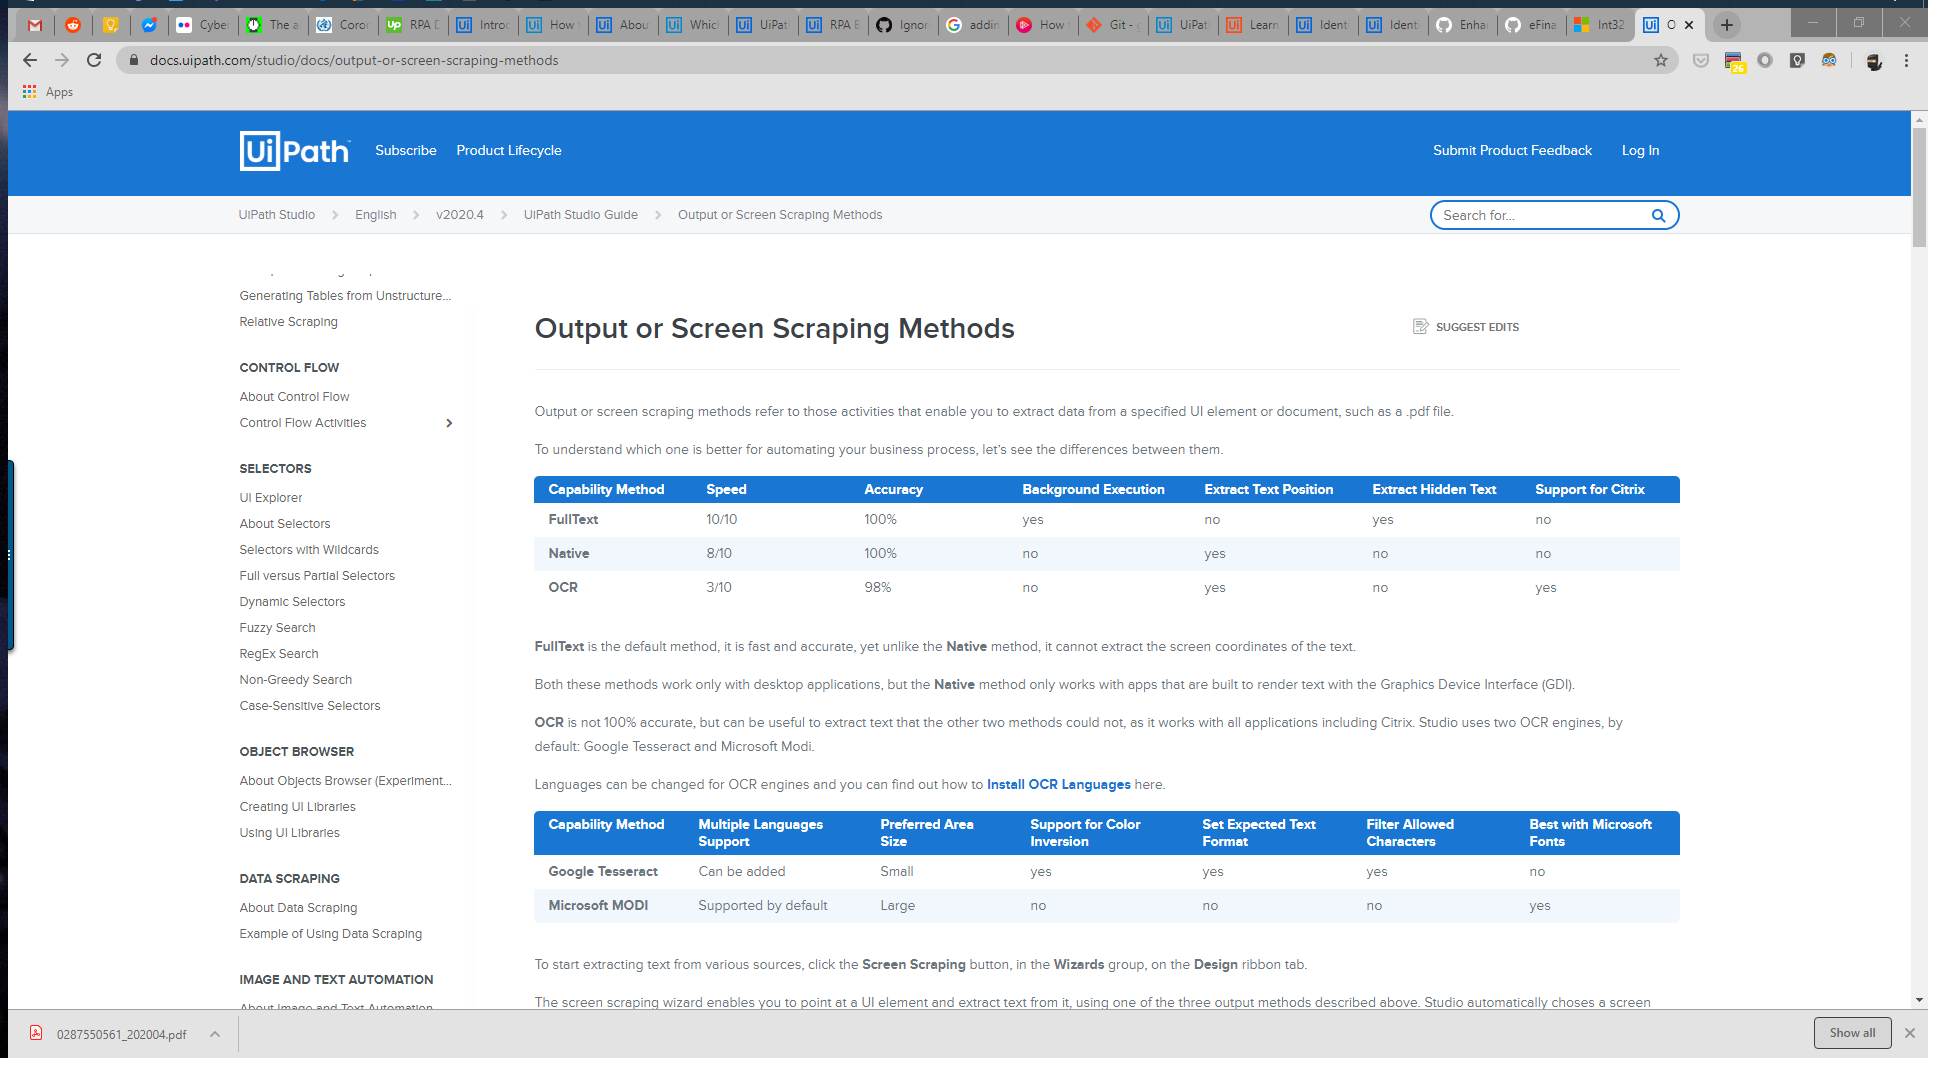 Cyber
The a
Coron
RPA D
Introd
How
Abou
Whic
UiPat
RPA E
Ignor
addin
How
Git - g
UiPat
Learn
Identi
Identi
Enhan
eFina
Int32
O
docs.uipath.com/studio/docs/output-or-screen-scraping-methods
26
Apps
UiPath
Subscribe
Product Lifecycle
Submit Product Feedback
Log In
UiPath Studio > English > v2020.4 > UiPath Studio Guide > Output or Screen Scraping Methods
Search for...
Generating Tables from Unstructure...
Relative Scraping
CONTROL FLOW
About Control Flow
Control Flow Activities
SELECTORS
UI Explorer
About Selectors
Selectors with Wildcards
Full versus Partial Selectors
Dynamic Selectors
Fuzzy Search
RegEx Search
Non-Greedy Search
Case-Sensitive Selectors
OBJECT BROWSER
About Objects Browser (Experiment...
Creating UI Libraries
Using UI Libraries
DATA SCRAPING
About Data Scraping
Example of Using Data Scraping
IMAGE AND TEXT AUTOMATION
About Image and Text Automation
Output or Screen Scraping Methods
SUGGEST EDITS
Output or screen scraping methods refer to those activities that enable you to extract data from a specified UI element or document, such as a .pdf file.
To understand which one is better for automating your business process, let's see the differences between them.
Capability Method Speed Accuracy Background Execution Extract Text Position Extract Hidden Text Support for Citrix
FullText 10/10 100% yes no yes no
Native 8/10 100% no yes no no
OCR 3/10 98% no yes no yes
FullText is the default method, it is fast and accurate, yet unlike the Native method, it cannot extract the screen coordinates of the text.
Both these methods work only with desktop applications, but the Native method only works with apps that are built to render text with the Graphics Device Interface (GDI).
OCR is not 100% accurate, but can be useful to extract text that the other two methods could not, as it works with all applications including Citrix. Studio uses two OCR engines, by
default: Google Tesseract and Microsoft Modi.
Languages can be changed for OCR engines and you can find out how to Install OCR Languages here.
Capability Method Multiple Languages Support Preferred Area Size Support for Color Inversion Set Expected Text Format Filter Allowed Characters Best with Microsoft Fonts
Google Tesseract Can be added Small yes yes yes no
Microsoft MODI Supported by default Large no no no yes
To start extracting text from various sources, click the Screen Scraping button, in the Wizards group, on the Design ribbon tab.
The screen scraping wizard enables you to point at a UI element and extract text from it, using one of the three output methods described above. Studio automatically choses a screen
0287550561_202004.pdf
Show all